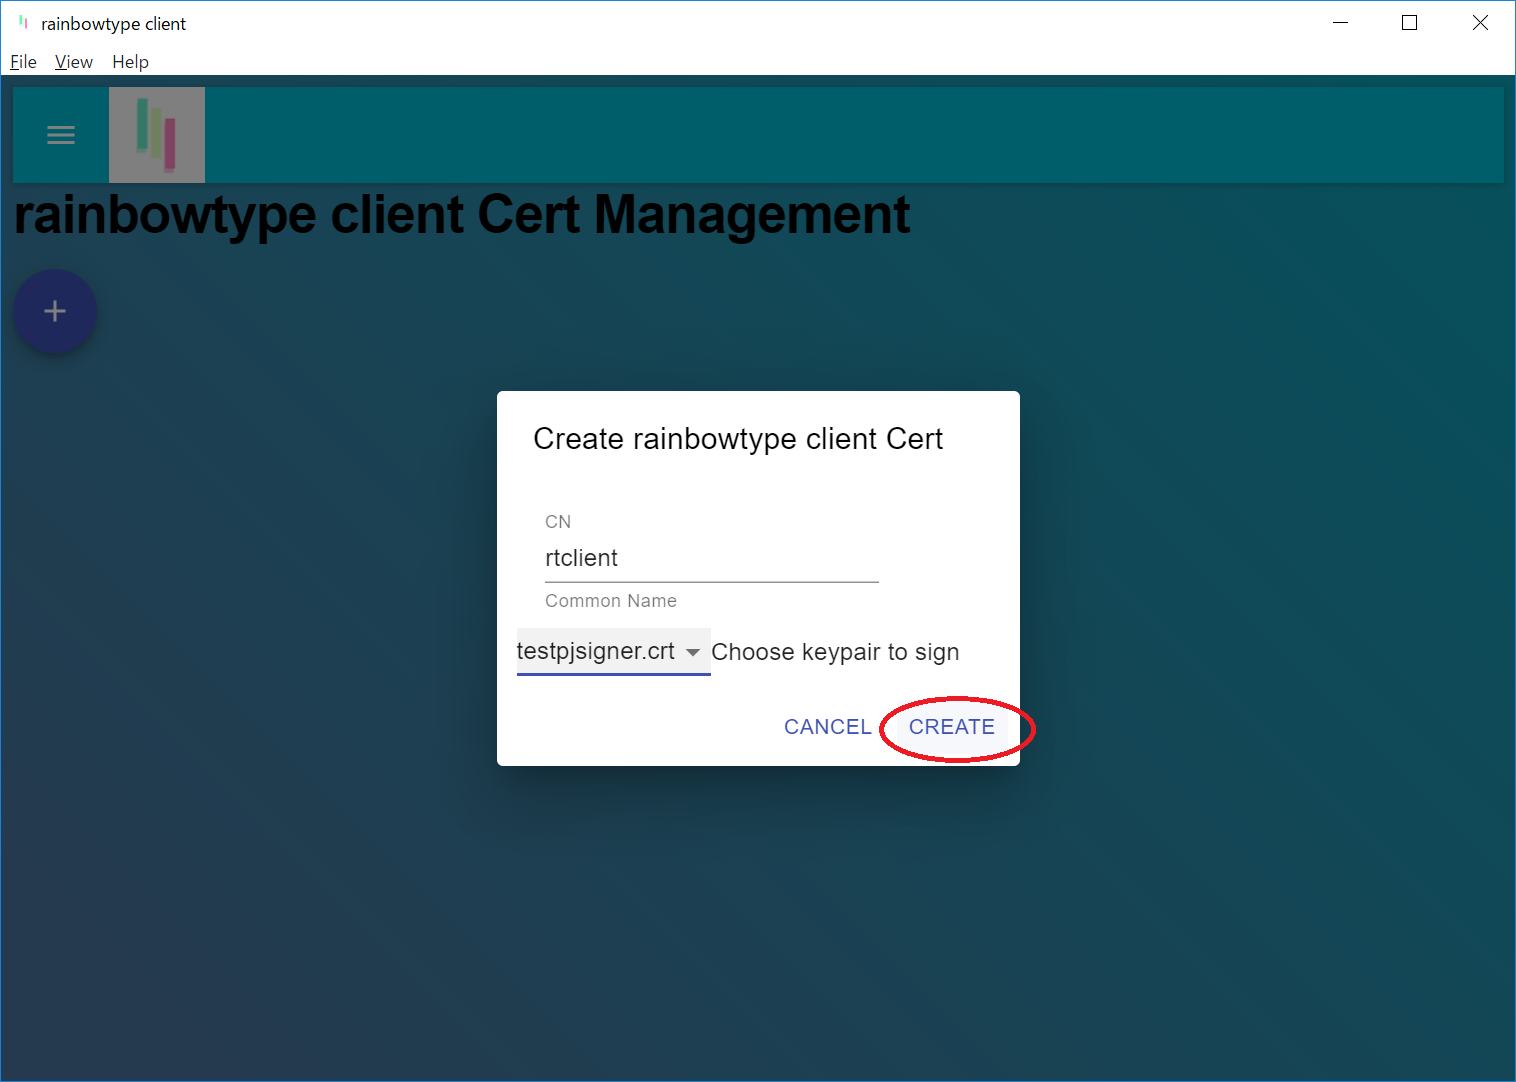 rainbowtype client
File View Help
rainbowtype client Cert Management
+
Create rainbowtype client Cert
CN
rtclient
Common Name
testpjsigner.crt Choose keypair to sign
CANCEL CREATE